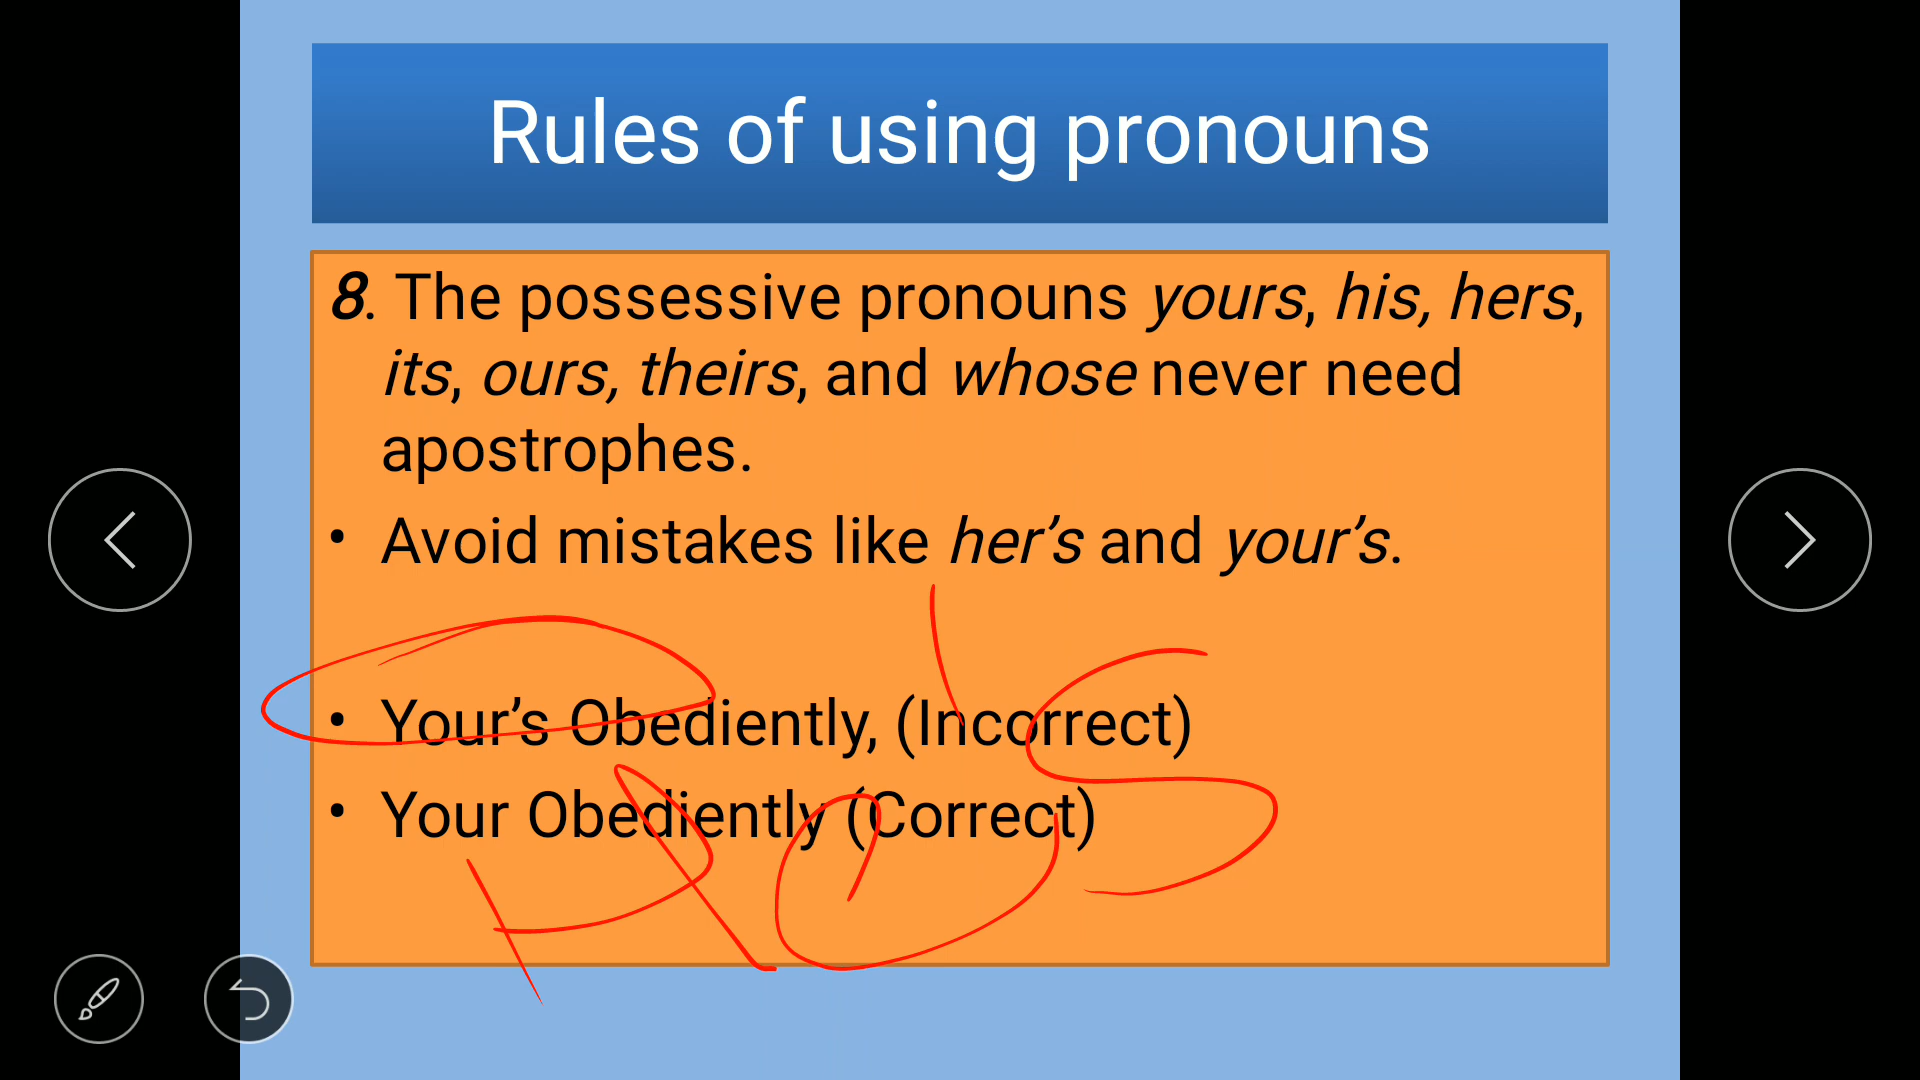 Rules of using pronouns
8. The possessive pronouns yours, his, hers,
its, ours, theirs, and whose never need
apostrophes.
• Avoid mistakes like her’s and your’s.
• Your’s Obediently, (Incorrect)
• Your Obediently (Correct)